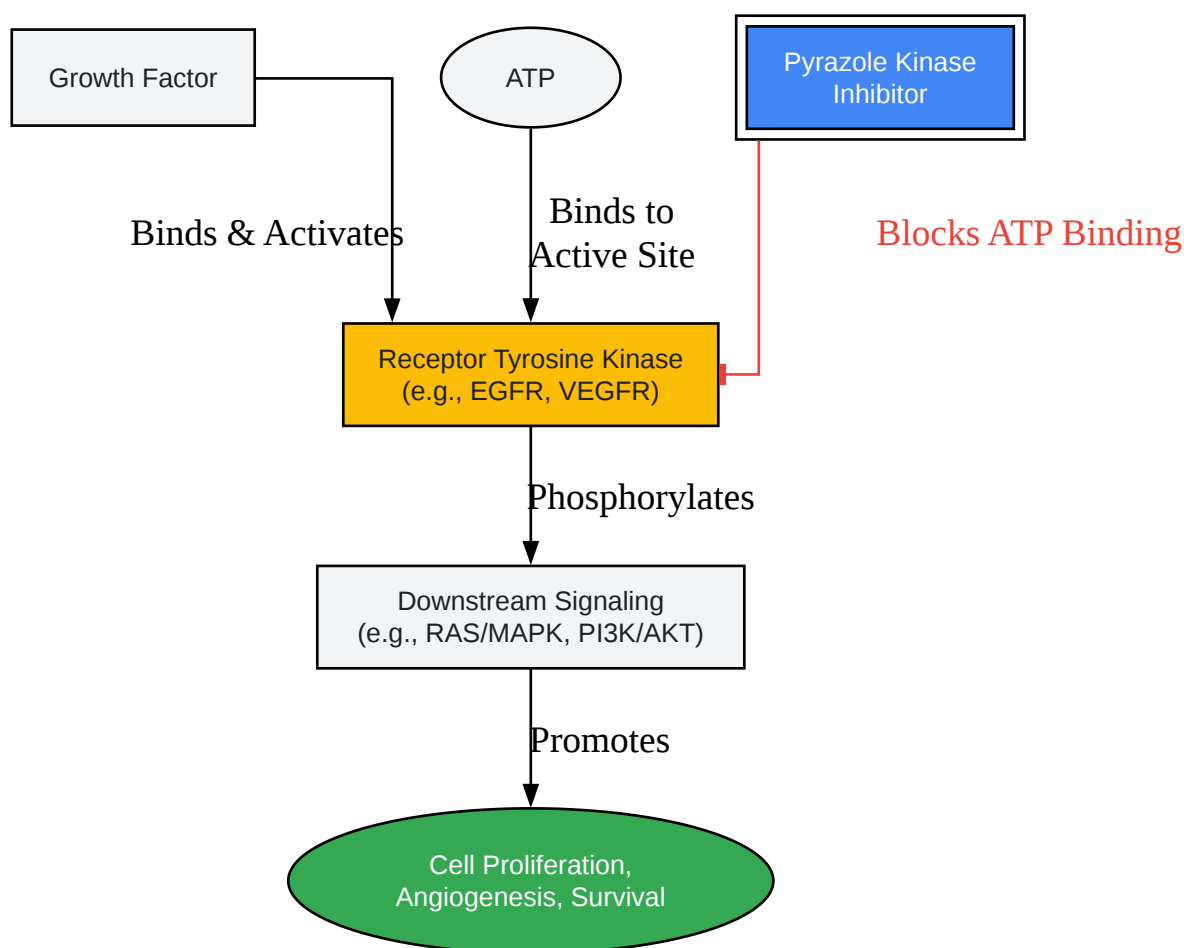 Growth Factor
ATP
Pyrazole Kinase
Inhibitor
Binds & Activates
Binds to
Active Site
Blocks ATP Binding
Receptor Tyrosine Kinase
(e.g., EGFR, VEGFR)
Phosphorylates
Downstream Signaling
(e.g., RAS/MAPK, PI3K/AKT)
Promotes
Cell Proliferation,
Angiogenesis, Survival